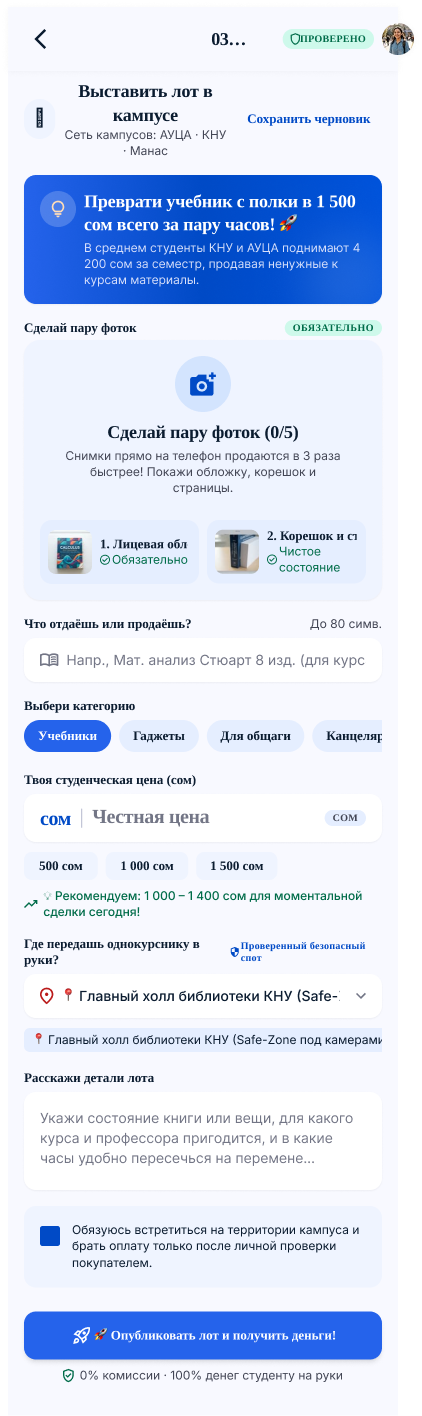 03...
ПРОВЕРЕНО
Выставить лот в
кампусе
Сеть кампусов: АУЦА · КНУ
· Манас
Сохранить черновик
Преврати учебник с полки в 1 500
сом всего за пару часов! 🚀
В среднем студенты КНУ и АУЦА поднимают 4
200 сом за семестр, продавая ненужные к
курсам материалы.
Сделай пару фоток
ОБЯЗАТЕЛЬНО
Сделай пару фоток (0/5)
Снимки прямо на телефон продаются в 3 раза
быстрее! Покажи обложку, корешок и
страницы.
CALCULUS
1. Лицевая обл
Обязательно
2. Корешок и ст
Чистое
состояние
Что отдаёшь или продаёшь?
До 80 симв.
Напр., Мат. анализ Стюарт 8 изд. (для курс
Выбери категорию
Учебники
Гаджеты
Для общаги
Канцеляр
Твоя студенческая цена (сом)
сом
Честная цена
СОМ
500 сом
1 000 сом
1 500 сом
💡 Рекомендуем: 1 000 – 1 400 сом для моментальной
сделки сегодня!
Где передашь однокурснику в
руки?
Проверенный безопасный
спот
📍 Главный холл библиотеки КНУ (Safe-
📍 Главный холл библиотеки КНУ (Safe-Zone под камерами
Расскажи детали лота
Укажи состояние книги или вещи, для какого
курса и профессора пригодится, и в какие
часы удобно пересечься на перемене...
Обязуюсь встретиться на территории кампуса и
брать оплату только после личной проверки
покупателем.
🚀 Опубликовать лот и получить деньги!
0% комиссии · 100% денег студенту на руки